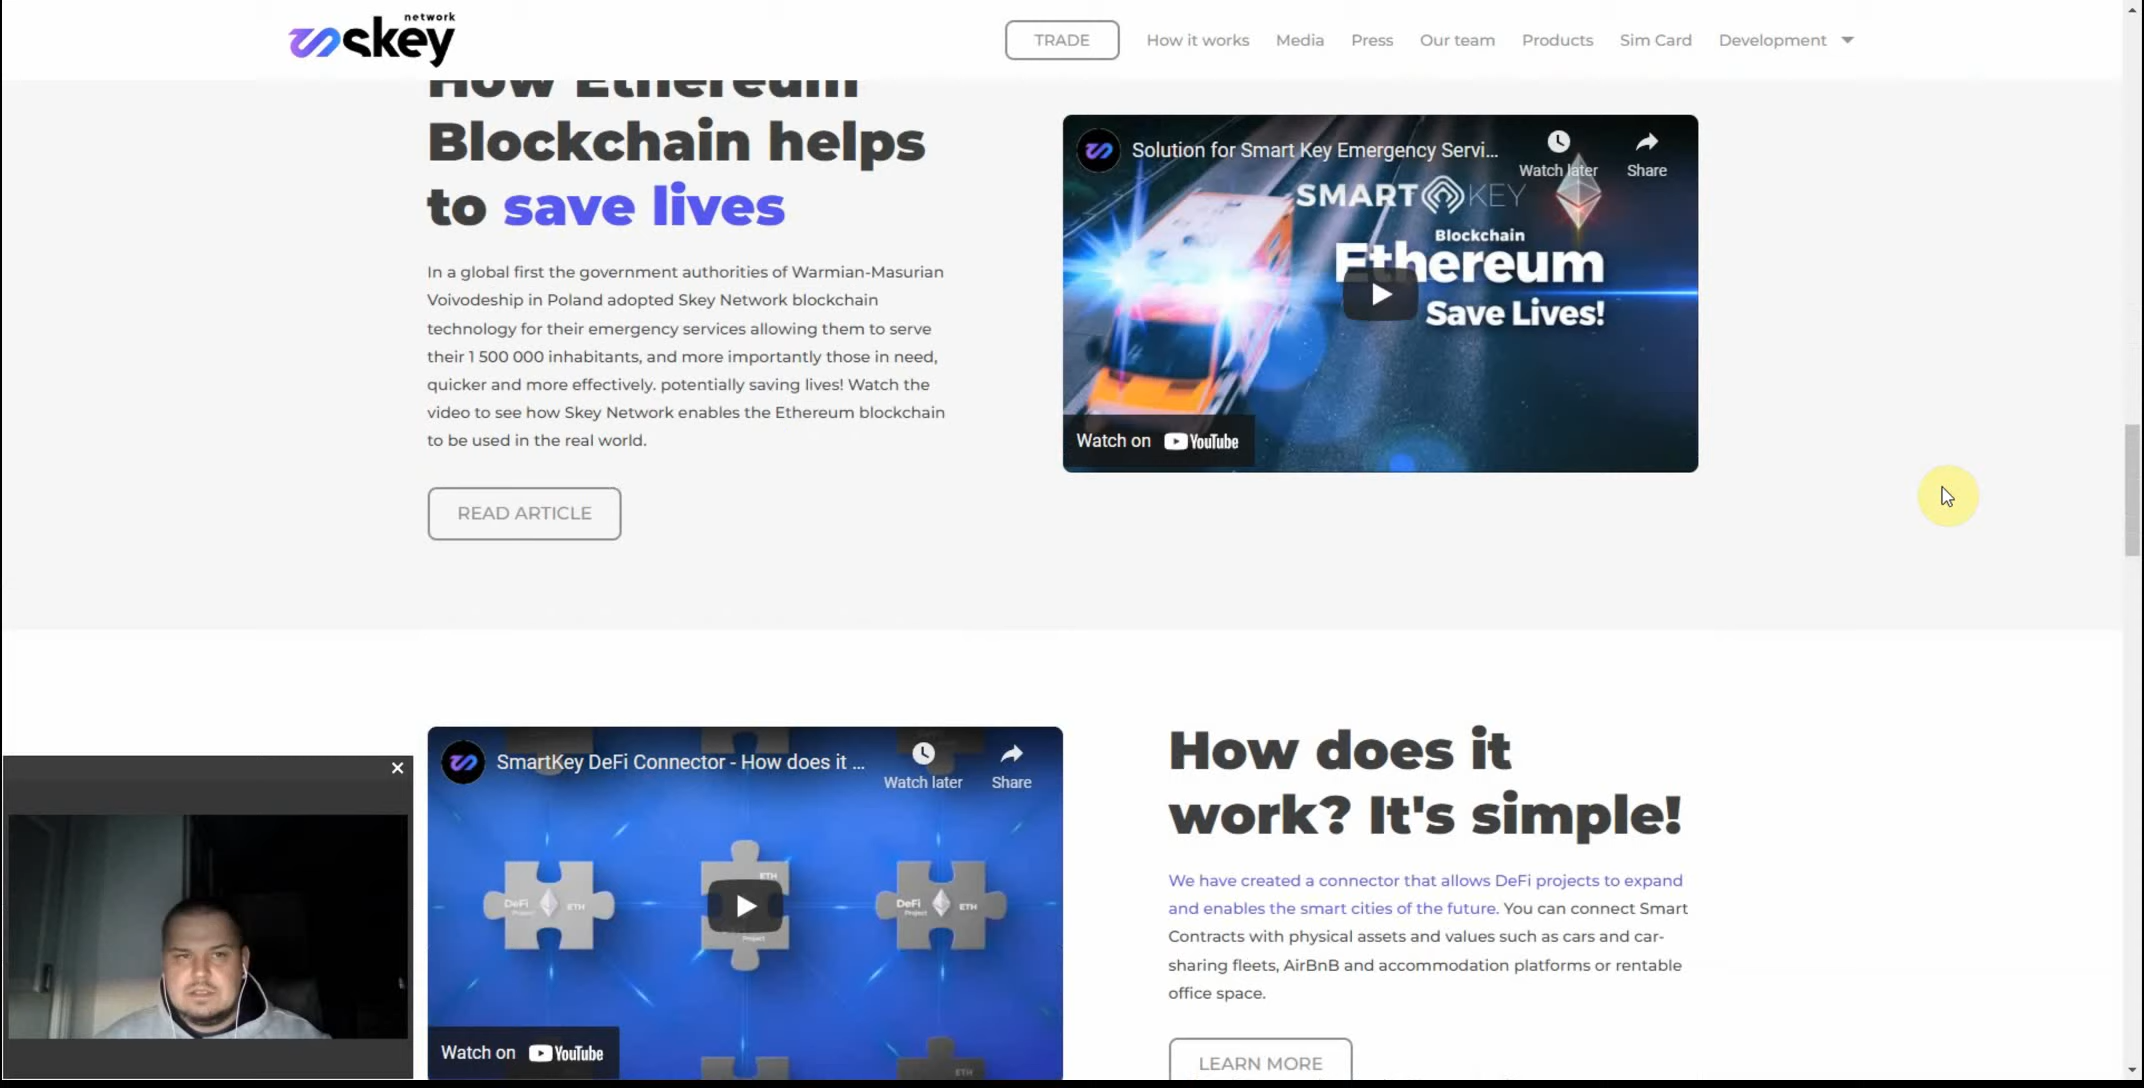 network
skey
TRADE
How it works
Media
Press
Our team
Products
Sim Card
Development
How Ethereum
Blockchain helps
to save lives
In a global first the government authorities of Warmian-Masurian
Voivodeship in Poland adopted Skey Network blockchain
technology for their emergency services allowing them to serve
their 1 500 000 inhabitants, and more importantly those in need,
quicker and more effectively. potentially saving lives! Watch the
video to see how Skey Network enables the Ethereum blockchain
to be used in the real world.
READ ARTICLE
Solution for Smart Key Emergency Servi...
Watch later
Share
SMART KEY
Blockchain
Ethereum
Save Lives!
Watch on YouTube
SmartKey DeFi Connector - How does it ...
Watch later
Share
DeFi
Project
ETH
ETH
Project
DeFi
Project
ETH
ETH
Watch on YouTube
How does it
work? It's simple!
We have created a connector that allows DeFi projects to expand
and enables the smart cities of the future. You can connect Smart
Contracts with physical assets and values such as cars and car-
sharing fleets, AirBnB and accommodation platforms or rentable
office space.
LEARN MORE